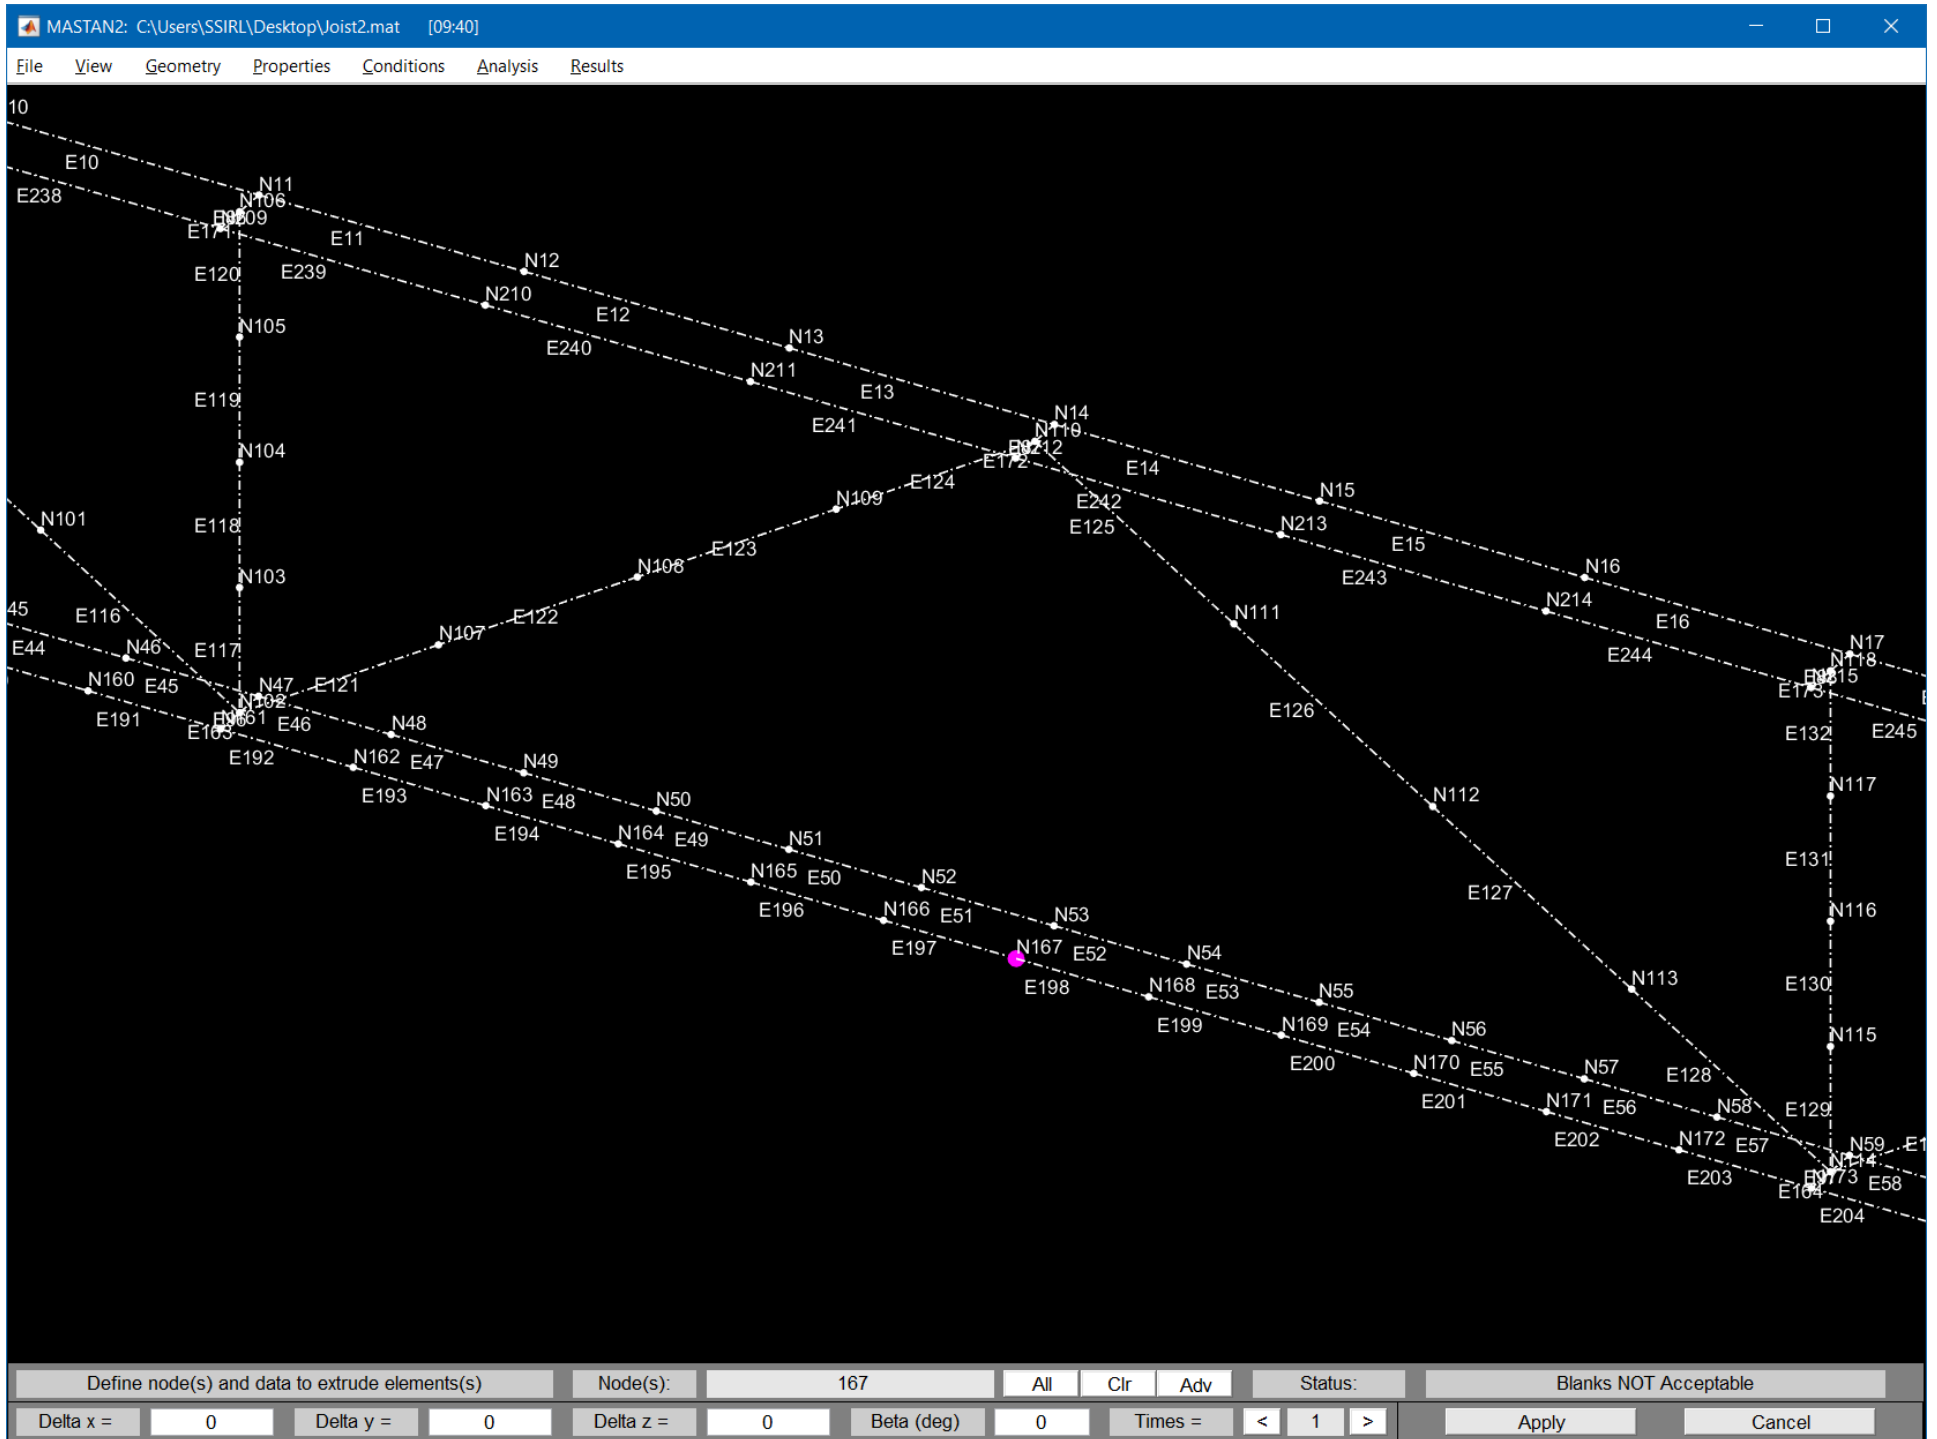 MASTAN2: C:\Users\SSIRL\Desktop\Joist2.mat [09:40]
File View Geometry Properties Conditions Analysis Results
10
E10
E238
N11
N106
E171
E11
E120
E239
N12
N210
E12
N105
N13
E240
N211
E13
E119
E241
N14
N110
E172
N104
E14
E124
N15
N109
E242
N101
E118
E125
N213
E123
E15
N108
N16
N103
E243
45
N214
E116
E122
N111
E16
E44
N46
E117
N107
E244
N17
N118
N160
E45
E121
N47
N102
E173
E191
E46
N48
E126
E163
E132
E245
E192
N162
E47
N49
N117
E193
N163
E48
N50
N112
E194
N164
E49
N51
E131
E195
N165
E50
N52
E127
E196
N166
E51
N53
N116
E197
N167
E52
N54
E198
N168
E53
N55
N113
E130
E199
N169
E54
N56
N115
E200
N170
E55
N57
E128
E201
N171
E56
N58
E129
E202
N172
E57
N59
N114
E203
E164
E58
E204
Define node(s) and data to extrude elements(s) Node(s): 167 All Clr Adv Status: Blanks NOT Acceptable
Delta x = 0 Delta y = 0 Delta z = 0 Beta (deg) 0 Times = < 1 > Apply Cancel